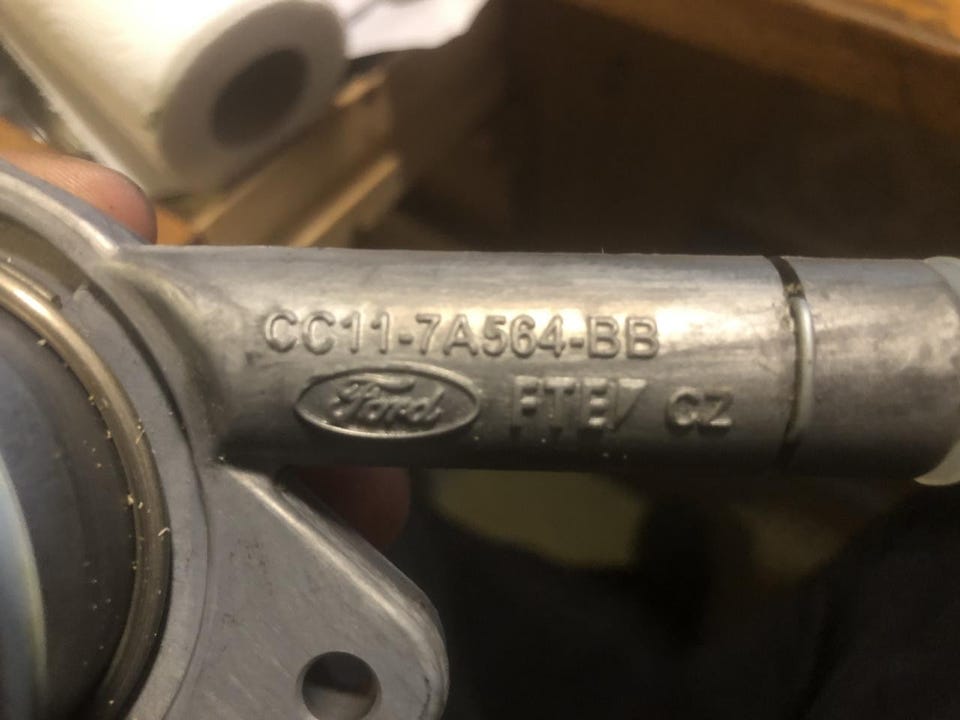 CC11-7A564-BB
Ford FTE CZ